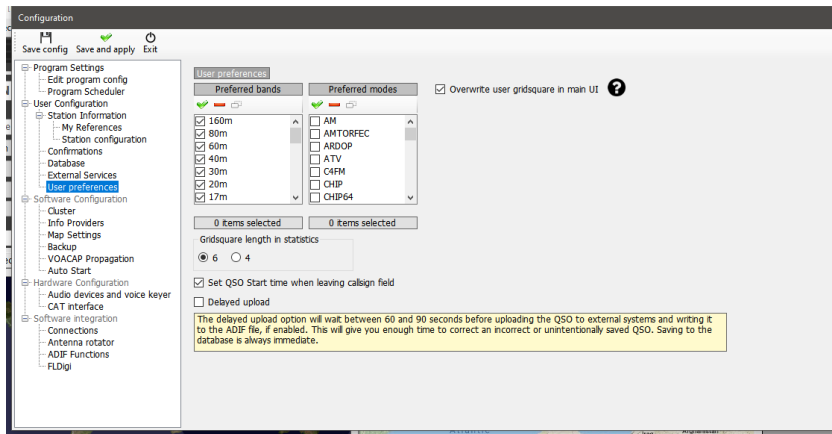 Configuration
Save config Save and apply Exit
Program Settings
Edit program config
Program Scheduler
User Configuration
Station Information
My References
Station configuration
Confirmations
Database
External Services
User preferences
Software Configuration
Cluster
Info Providers
Map Settings
Backup
VOACAP Propagation
Auto Start
Hardware Configuration
Audio devices and voice keyer
CAT interface
Software integration
Connections
Antenna rotator
ADIF Functions
FLDigi
User preferences
Preferred bands
160m
80m
60m
40m
30m
20m
17m
0 items selected
Preferred modes
AM
AMTORFEC
ARDOP
ATV
C4FM
CHIP
CHIP64
0 items selected
Overwrite user gridsquare in main UI ?
Gridsquare length in statistics
6 4
Set QSO Start time when leaving callsign field
Delayed upload
The delayed upload option will wait between 60 and 90 seconds before uploading the QSO to external systems and writing it
to the ADIF file, if enabled. This will give you enough time to correct an incorrect or unintentionally saved QSO. Saving to the
database is always immediate.